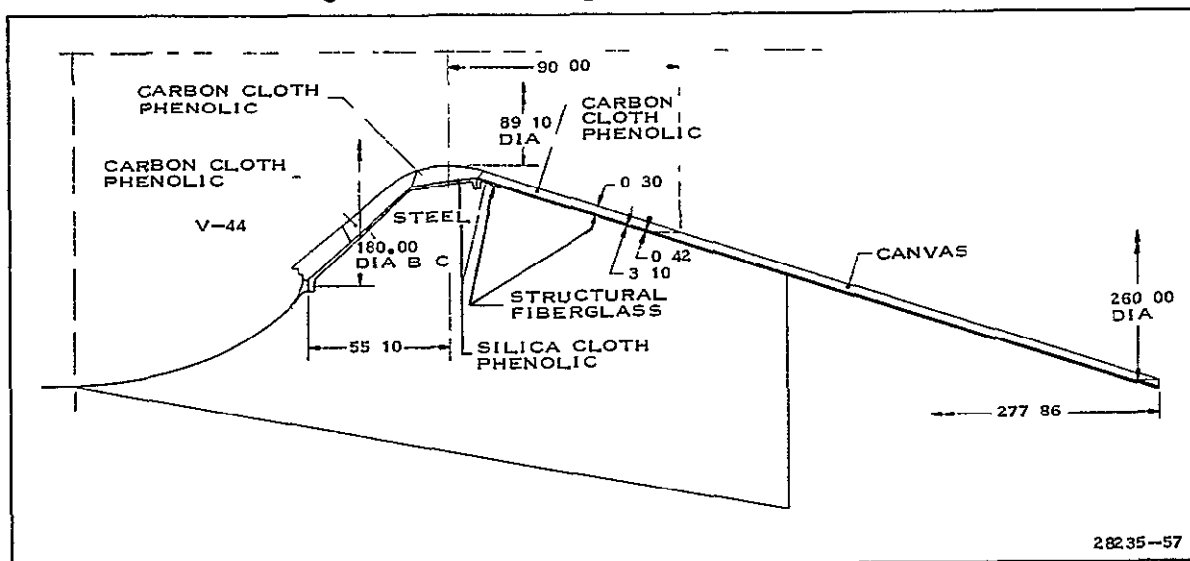 90 00
CARBON CLOTH
PHENOLIC
89 10
DIA
CARBON
CLOTH
PHENOLIC
CARBON CLOTH
PHENOLIC
0 30
V-44
STEEL
180.00
DIA B C
0 42
3 10
CANVAS
STRUCTURAL
FIBERGLASS
260 00
DIA
55 10
SILICA CLOTH
PHENOLIC
277 86
28235-57